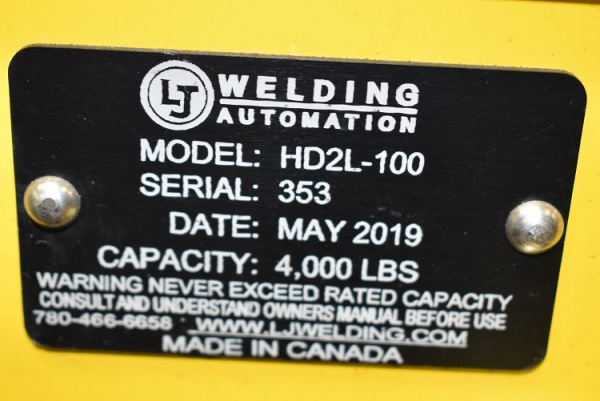 LJ WELDING
AUTOMATION
MODEL: HD2L-100
SERIAL: 353
DATE: MAY 2019
CAPACITY: 4,000 LBS
WARNING NEVER EXCEED RATED CAPACITY
CONSULT AND UNDERSTAND OWNERS MANUAL BEFORE USE
780-466-6658 · WWW.LJWELDING.COM
MADE IN CANADA